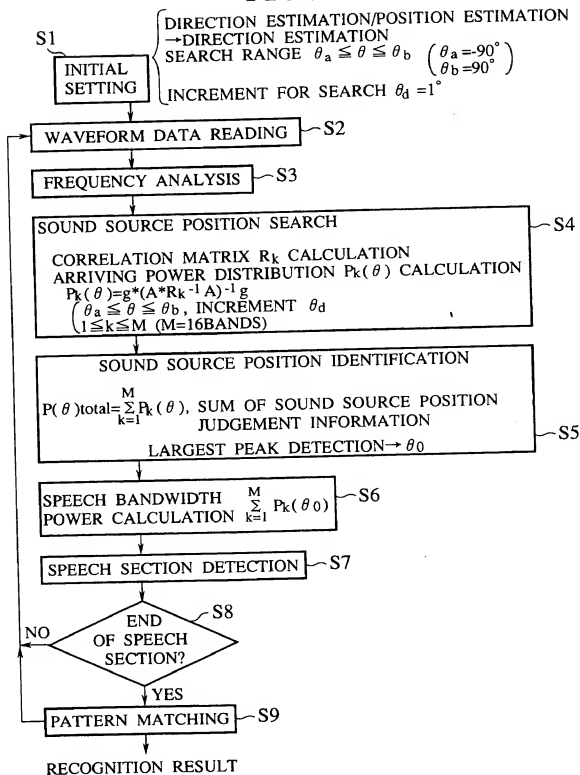 S1
INITIAL
SETTING
DIRECTION ESTIMATION/POSITION ESTIMATION
→DIRECTION ESTIMATION
SEARCH RANGE θa ≦ θ ≦ θb (θa=-90°
θb=90°)
INCREMENT FOR SEARCH θd =1°
WAVEFORM DATA READING S2
FREQUENCY ANALYSIS S3
SOUND SOURCE POSITION SEARCH S4
CORRELATION MATRIX Rk CALCULATION
ARRIVING POWER DISTRIBUTION Pk(θ) CALCULATION
Pk(θ)=g*(A*Rk⁻¹A)⁻¹g
(θa ≦ θ ≦ θb, INCREMENT θd
1≦k≦M (M=16BANDS)
SOUND SOURCE POSITION IDENTIFICATION
P(θ)total=M∑k=1Pk(θ), SUM OF SOUND SOURCE POSITION
JUDGEMENT INFORMATION
LARGEST PEAK DETECTION→θ0 S5
SPEECH BANDWIDTH
POWER CALCULATION M∑k=1 Pk(θ0) S6
SPEECH SECTION DETECTION S7
S8
END
OF SPEECH
SECTION?
NO
YES
PATTERN MATCHING S9
RECOGNITION RESULT